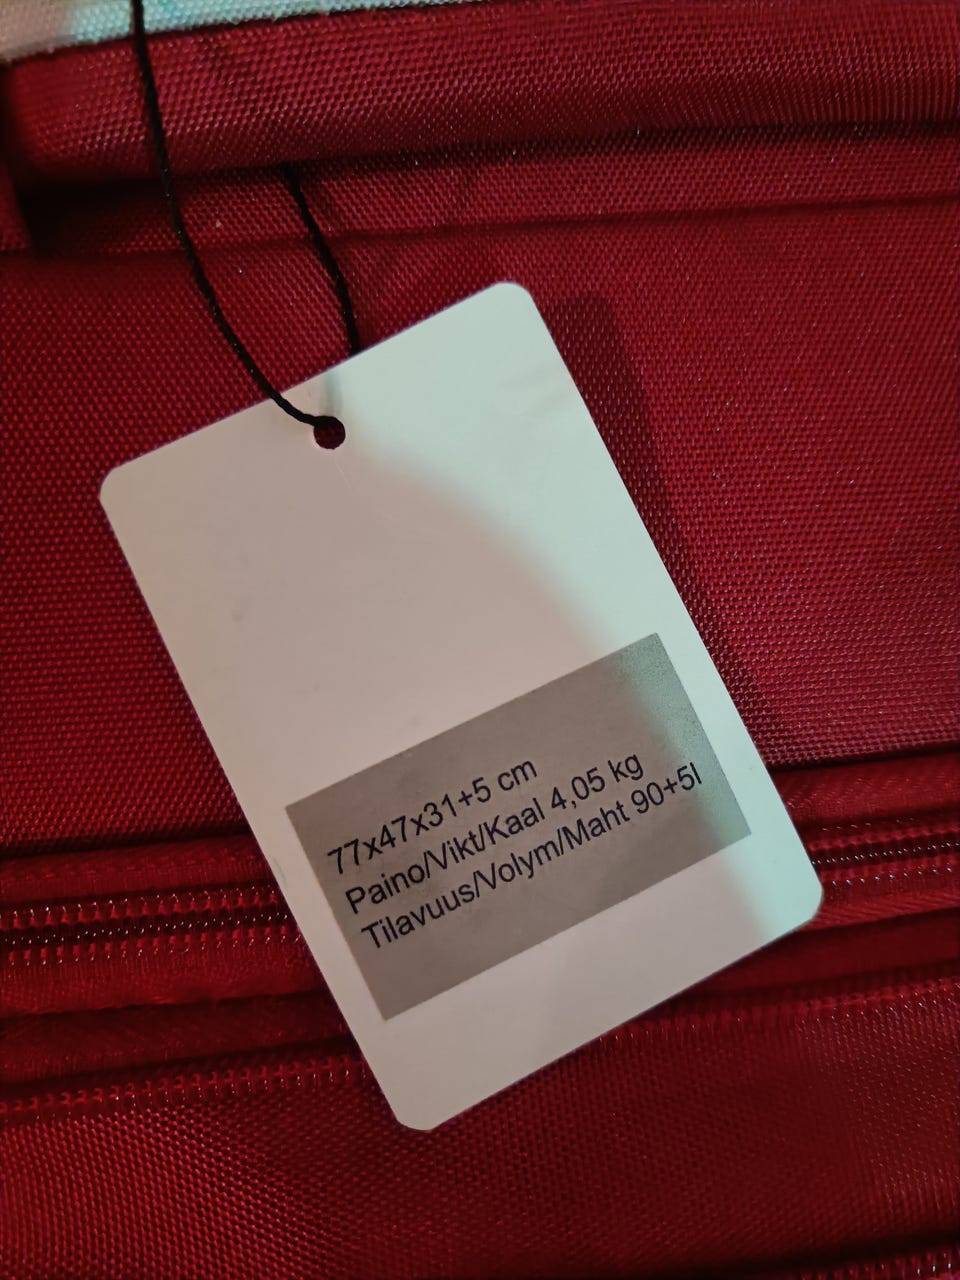 77x47x31+5 cm
Paino/Vikt/Kaal 4,05 kg
Tilavuus/Volym/Maht 90+5l